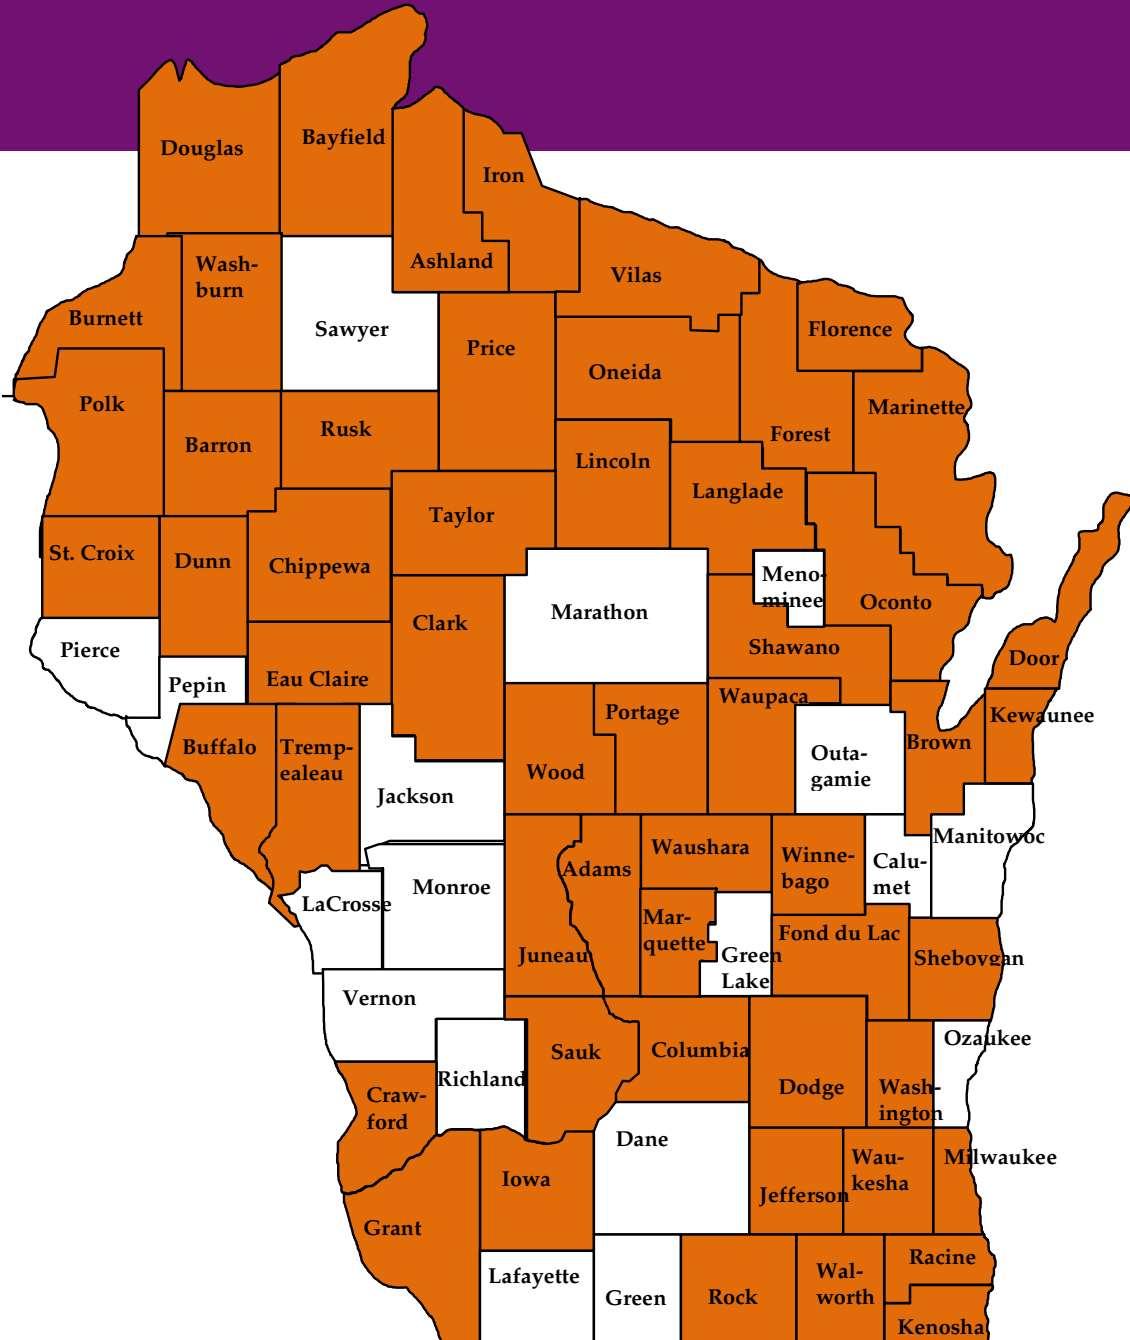 Douglas
Bayfield
Iron
Ashland
Wash-
burn
Vilas
Burnett
Sawyer
Florence
Price
Oneida
Polk
Marinette
Rusk
Barron
Forest
Lincoln
Langlade
Taylor
St. Croix
Dunn
Chippewa
Meno-
minee
Oconto
Marathon
Clark
Shawano
Pierce
Door
Pepin
Eau Claire
Waupaca
Portage
Kewaunee
Buffalo
Tremp-
ealeau
Brown
Outa-
gamie
Wood
Jackson
Manitowoc
Waushara
Winne-
bago
Calu-
met
Adams
Monroe
LaCrosse
Mar-
quette
Fond du Lac
Juneau
Green
Lake
Sheboygan
Vernon
Ozaukee
Sauk
Columbia
Richland
Dodge
Wash-
ington
Craw-
ford
Dane
Wau-
kesha
Milwaukee
Iowa
Jefferson
Grant
Racine
Lafayette
Green
Rock
Wal-
worth
Kenosha